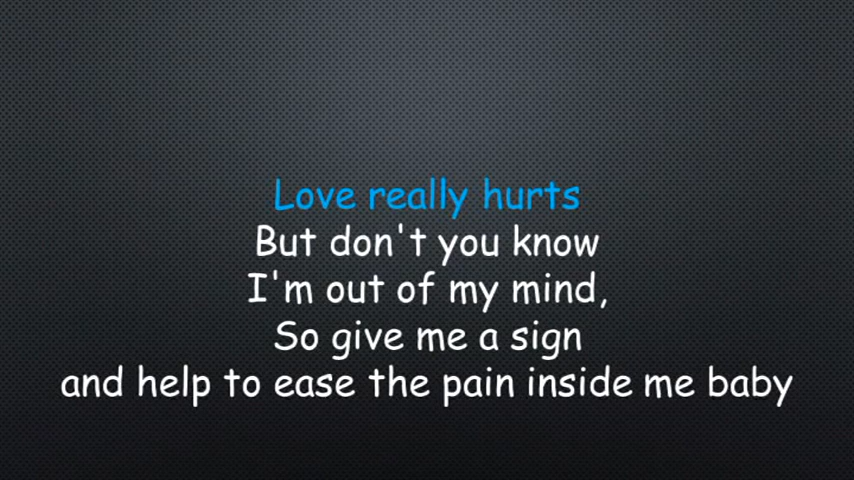 Love really hurts
But don't you know
I'm out of my mind,
So give me a sign
and help to ease the pain inside me baby